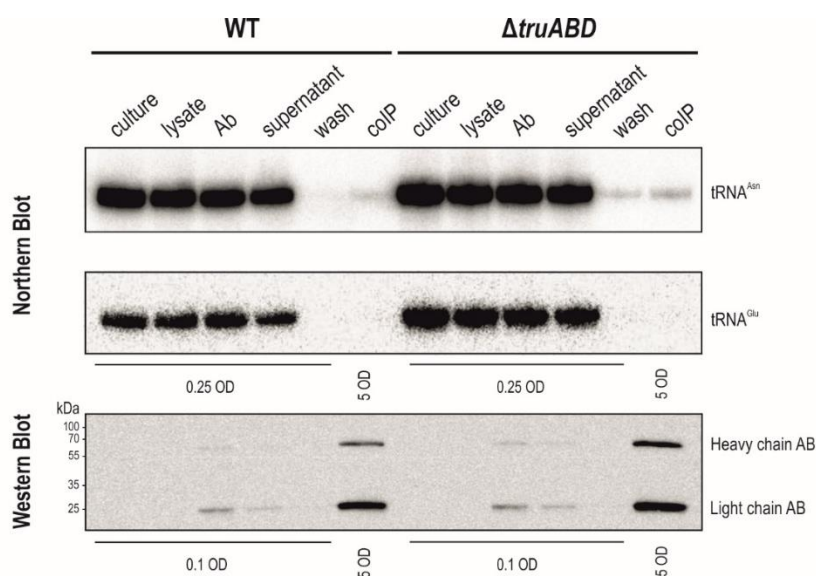 WT ΔtruABD
culture lysate Ab supernatant wash coIP culture lysate Ab supernatant wash coIP
Northern Blot
tRNAAsn
tRNAGlu
0.25 OD 5 OD 0.25 OD 5 OD
Western Blot
kDa
100
70
55
35
25
Heavy chain AB
Light chain AB
0.1 OD 5 OD 0.1 OD 5 OD